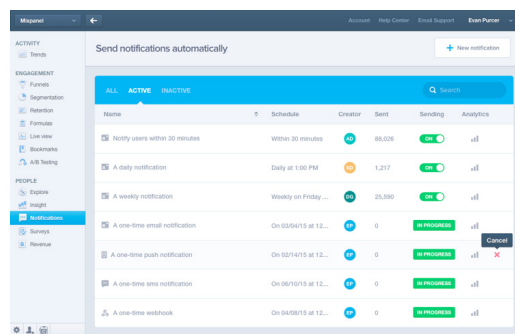 Mixpanel
Account Help Center Email Support Evan Purcer
ACTIVITY
Trends
ENGAGEMENT
Funnels
Segmentation
Retention
Formulas
Live view
Bookmarks
A/B Testing
PEOPLE
Explore
Insight
Notifications
Surveys
Revenue
Send notifications automatically
New notification
ALL ACTIVE INACTIVE
Search
Name Schedule Creator Sent Sending Analytics
Notify users within 30 minutes Within 30 minutes AD 88,026 ON
A daily notification Daily at 1:00 PM 1,217 ON
A weekly notification Weekly on Friday ... DG 25,590 ON
A one-time email notification On 03/04/15 at 12... EP 0 IN PROGRESS
Cancel
A one-time push notification On 02/14/15 at 12... EP 0 IN PROGRESS
A one-time sms notification On 06/10/15 at 12... EP 0 IN PROGRESS
A one-time webhook On 04/08/15 at 12... EP 0 IN PROGRESS